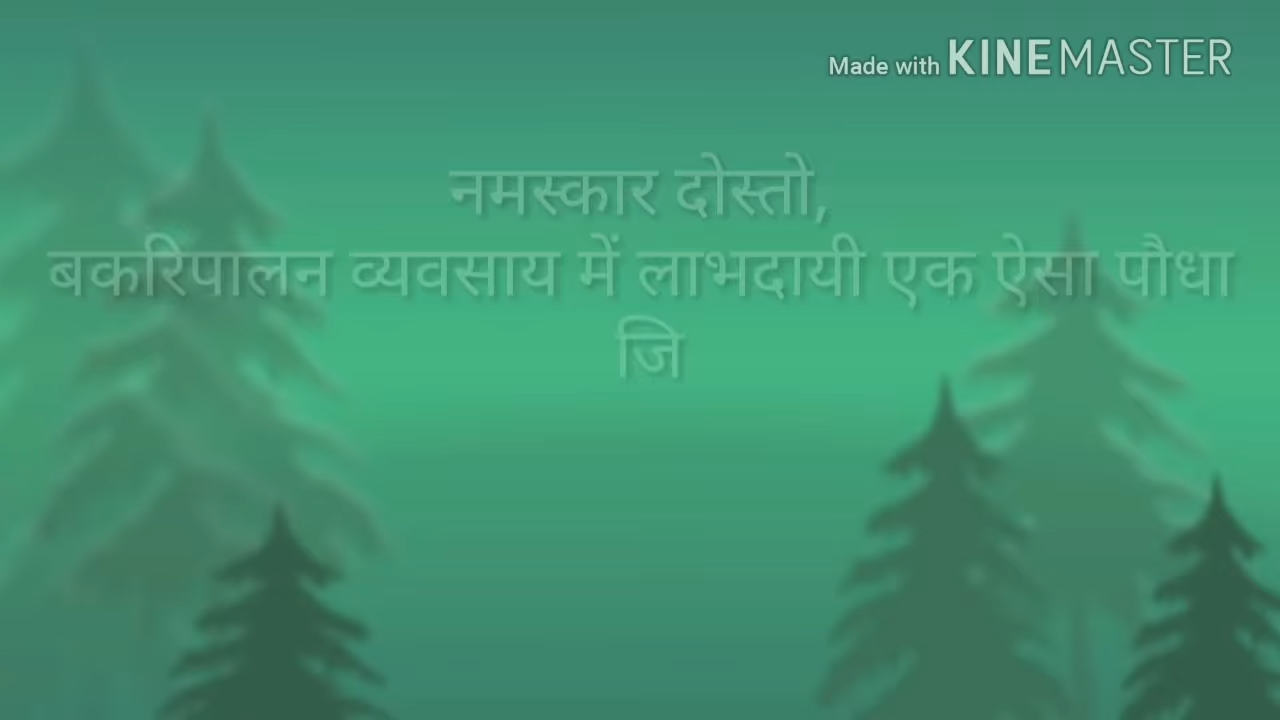 Made with KINEMASTER
नमस्कार दोस्तो,
बकरिपालन व्यवसाय में लाभदायी एक ऐसा पौधा
जि